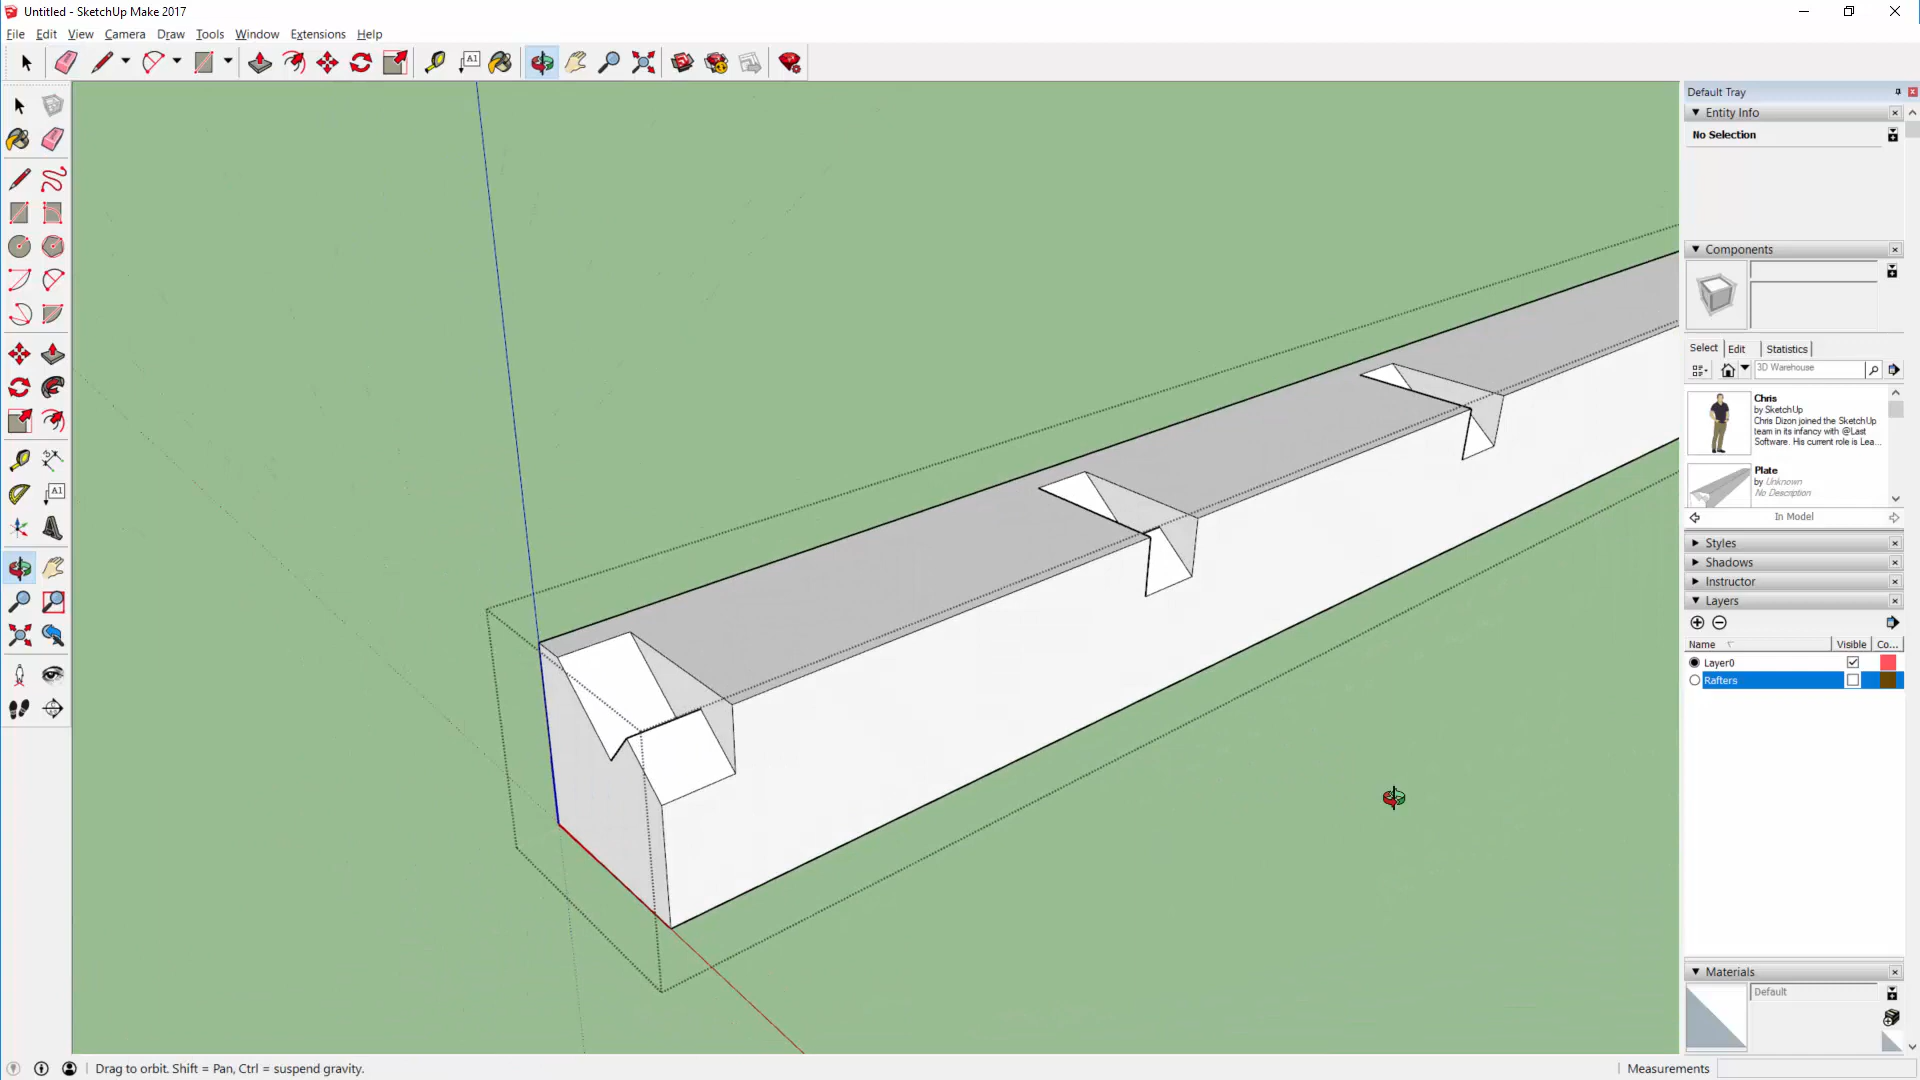 Untitled - SketchUp Make 2017
File Edit View Camera Draw Tools Window Extensions Help
A1
Default Tray
Entity Info
No Selection
A1
Components
Select Edit Statistics
3D Warehouse
Chris
by SketchUp
Chris Dizon joined the SketchUp
team in its infancy with @Last
Software. His current role is Lea...
Plate
by Unknown
No Description
In Model
Styles
Shadows
Instructor
Layers
Name Visible Co...
Layer0
Rafters
Materials
Default
Drag to orbit. Shift = Pan, Ctrl = suspend gravity.
Measurements